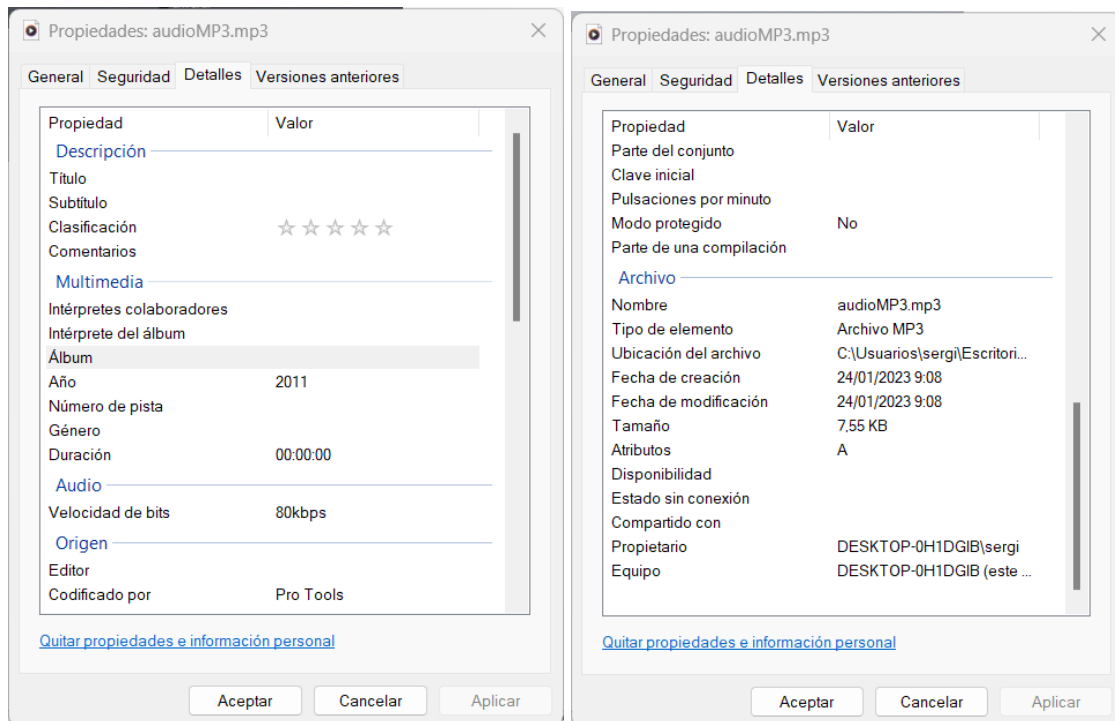 Propiedades: audioMP3.mp3
General Seguridad Detalles Versiones anteriores
Propiedad Valor
Descripción
Título
Subtítulo
Clasificación
Comentarios
Multimedia
Intérpretes colaboradores
Intérprete del álbum
Álbum
Año 2011
Número de pista
Género
Duración 00:00:00
Audio
Velocidad de bits 80kbps
Origen
Editor
Codificado por Pro Tools
Quitar propiedades e información personal
Aceptar Cancelar Aplicar
Propiedades: audioMP3.mp3
General Seguridad Detalles Versiones anteriores
Propiedad Valor
Parte del conjunto
Clave inicial
Pulsaciones por minuto
Modo protegido No
Parte de una compilación
Archivo
Nombre audioMP3.mp3
Tipo de elemento Archivo MP3
Ubicación del archivo C:\Usuarios\sergi\Escritori...
Fecha de creación 24/01/2023 9:08
Fecha de modificación 24/01/2023 9:08
Tamaño 7,55 KB
Atributos A
Disponibilidad
Estado sin conexión
Compartido con
Propietario DESKTOP-0H1DGIB\sergi
Equipo DESKTOP-0H1DGIB (este ...
Quitar propiedades e información personal
Aceptar Cancelar Aplicar